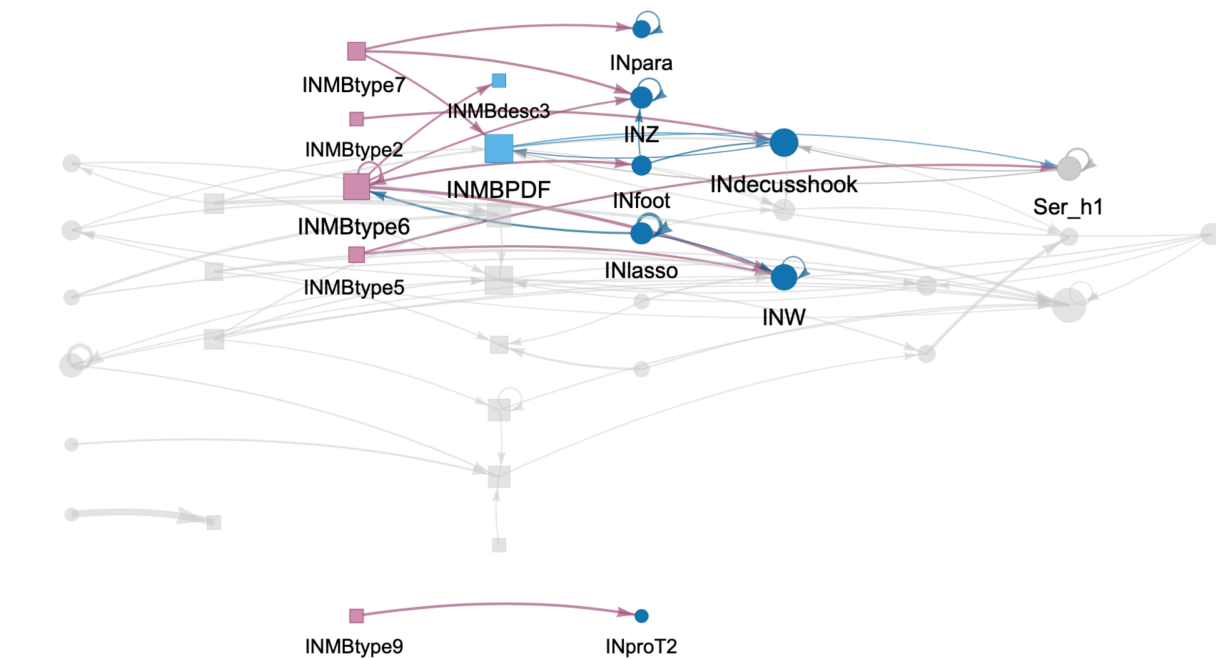 INpara
INMBtype7
INMBdesc3
INZ
INMBtype2
INdecusshook
INMBPDF
INfoot
Ser_h1
INMBtype6
INlasso
INMBtype5
INW
INMBtype9
INproT2